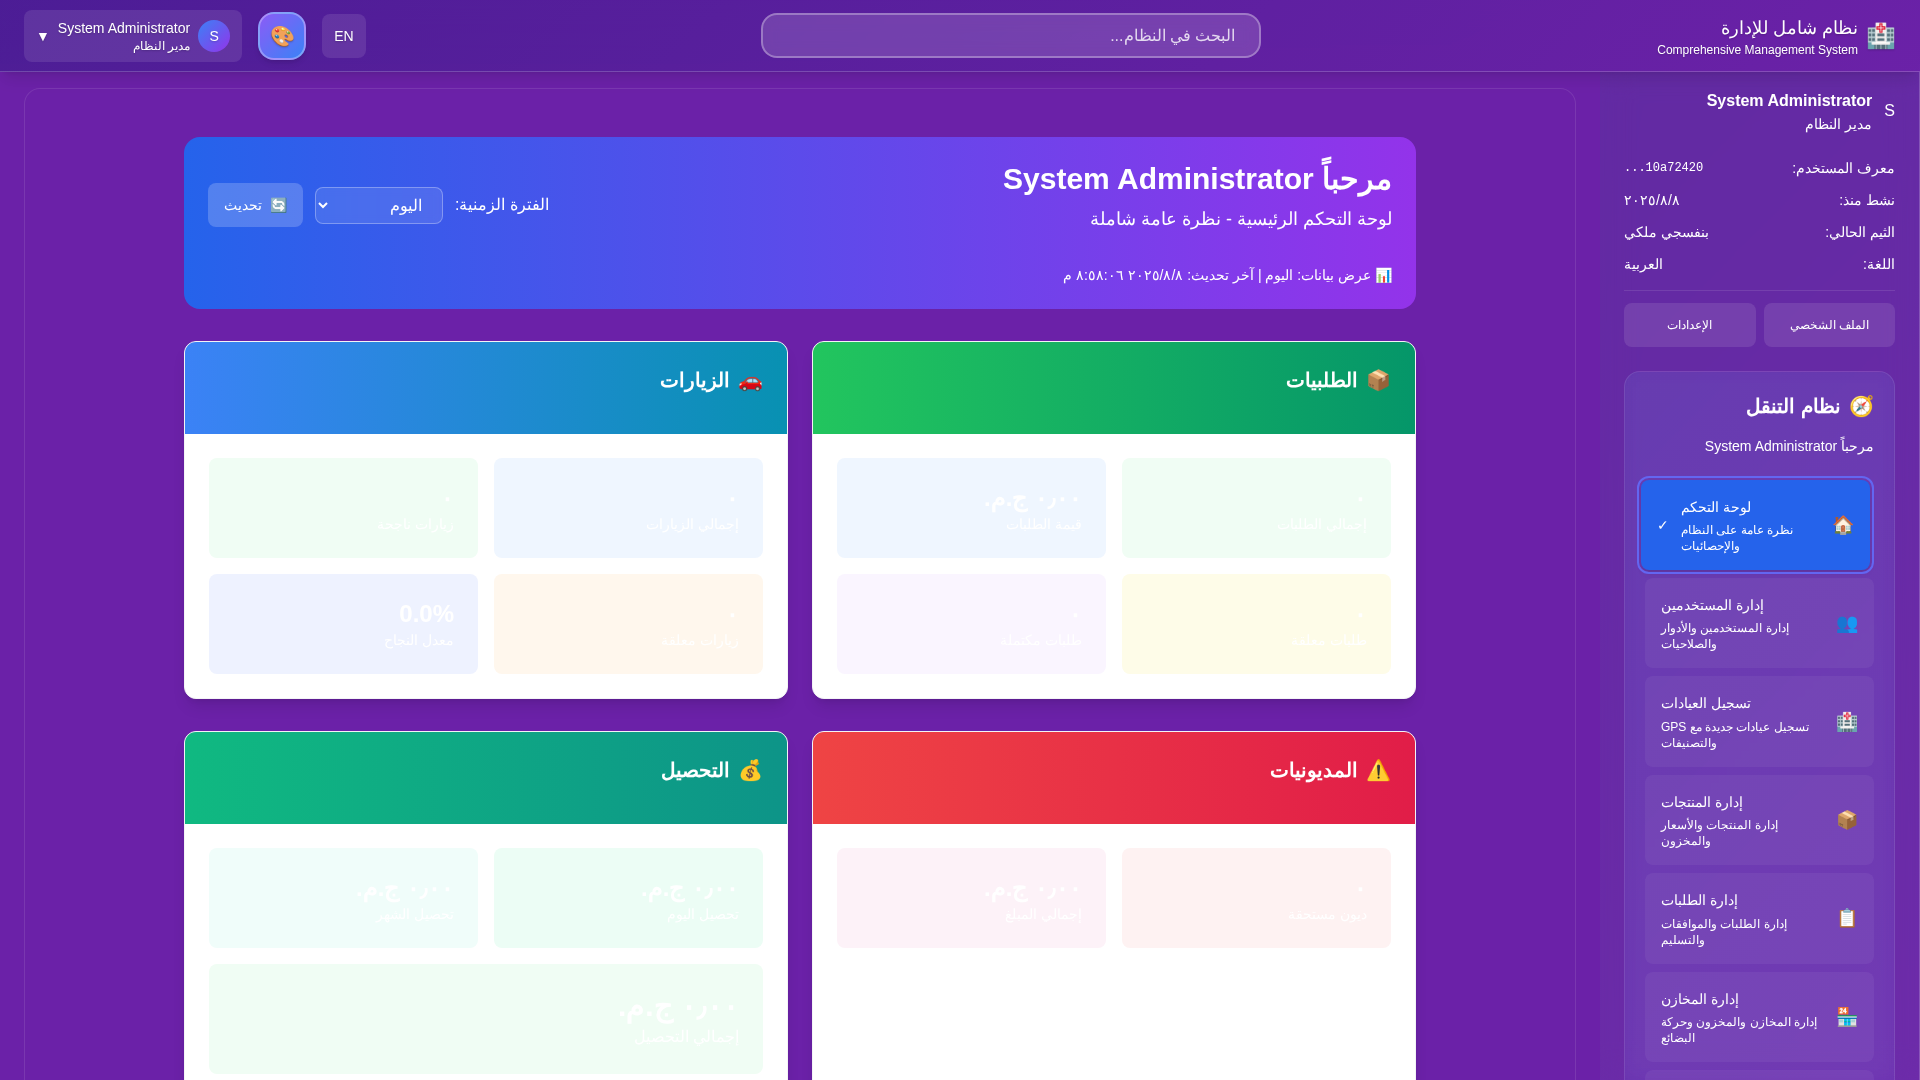 نظام شامل للإدارة
Comprehensive Management System
البحث في النظام...
EN
System Administrator
مدير النظام
S
▼
S
System Administrator
مدير النظام
معرف المستخدم: 10a72420...
نشط منذ: ٢٠٢٥/٨/٨
الثيم الحالي: بنفسجي ملكي
اللغة: العربية
الملف الشخصي
الإعدادات
نظام التنقل
مرحباً System Administrator
لوحة التحكم
نظرة عامة على النظام
والإحصائيات
✓
إدارة المستخدمين
إدارة المستخدمين والأدوار
والصلاحيات
تسجيل العيادات
تسجيل عيادات جديدة مع GPS
والتصنيفات
إدارة المنتجات
إدارة المنتجات والأسعار
والمخزون
إدارة الطلبات
إدارة الطلبات والموافقات
والتسليم
إدارة المخازن
إدارة المخازن والمخزون وحركة
البضائع
مرحباً System Administrator
لوحة التحكم الرئيسية - نظرة عامة شاملة
الفترة الزمنية:
اليوم
تحديث
عرض بيانات: اليوم | آخر تحديث: ٢٠٢٥/٨/٨ ٨:٥٨:٠٦ م
الطلبيات
٠
إجمالي الطلبات
٠٫٠٠ ج.م.
قيمة الطلبات
٠
طلبات معلقة
٠
طلبات مكتملة
الزيارات
٠
إجمالي الزيارات
٠
زيارات ناجحة
٠
زيارات معلقة
0.0%
معدل النجاح
المديونيات
٠
ديون مستحقة
٠٫٠٠ ج.م.
إجمالي المبلغ
التحصيل
٠٫٠٠ ج.م.
تحصيل اليوم
٠٫٠٠ ج.م.
تحصيل الشهر
٠٫٠٠ ج.م.
إجمالي التحصيل